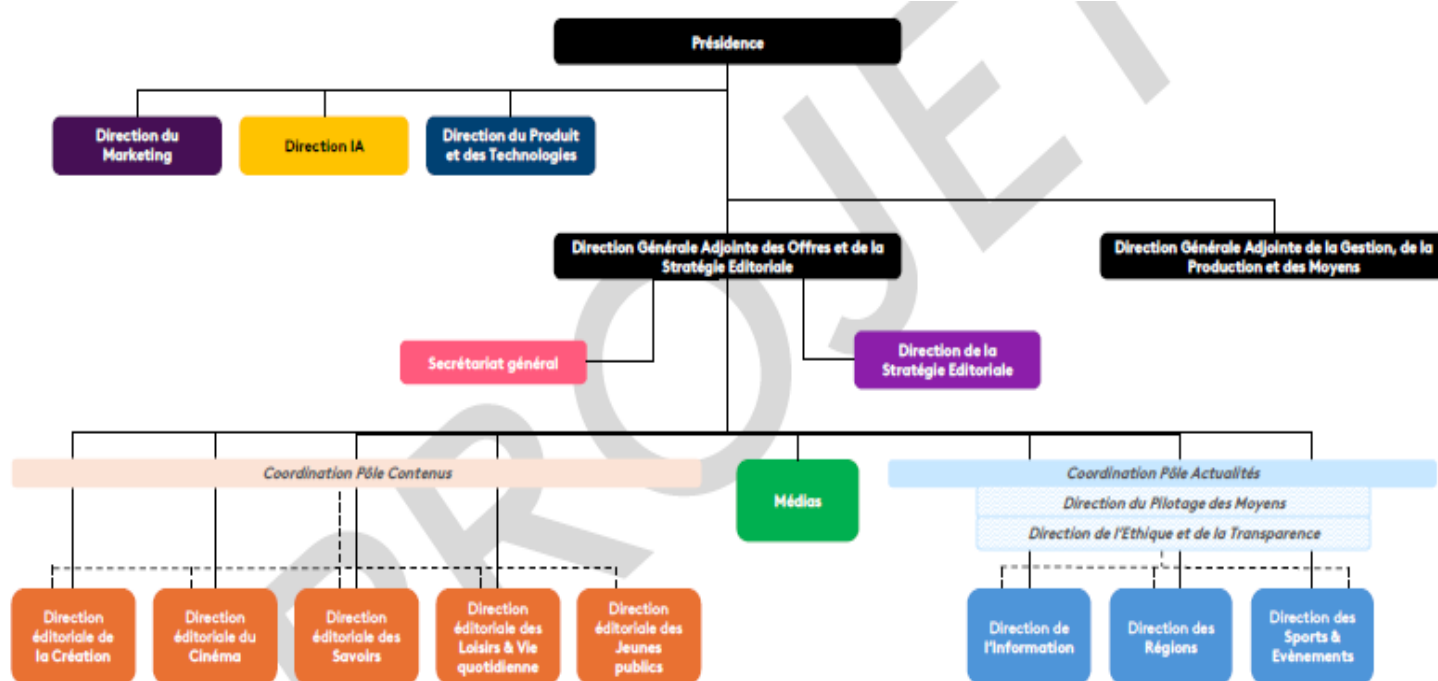 PROJET
Présidence
Direction du
Marketing
Direction IA
Direction du Produit
et des Technologies
Direction Générale Adjointe des Offres et de la
Stratégie Editoriale
Direction Générale Adjointe de la Gestion, de la
Production et des Moyens
Secrétariat général
Direction de la
Stratégie Editoriale
Coordination Pôle Contenus
Médias
Coordination Pôle Actualités
Direction du Pilotage des Moyens
Direction de l'Ethique et de la Transparence
Direction
éditoriale de
la Création
Direction
éditoriale du
Cinéma
Direction
éditoriale des
Savoirs
Direction
éditoriale des
Loisirs & Vie
quotidienne
Direction
éditoriale des
Jeunes
publics
Direction de
l'Information
Direction des
Régions
Direction des
Sports &
Evènements